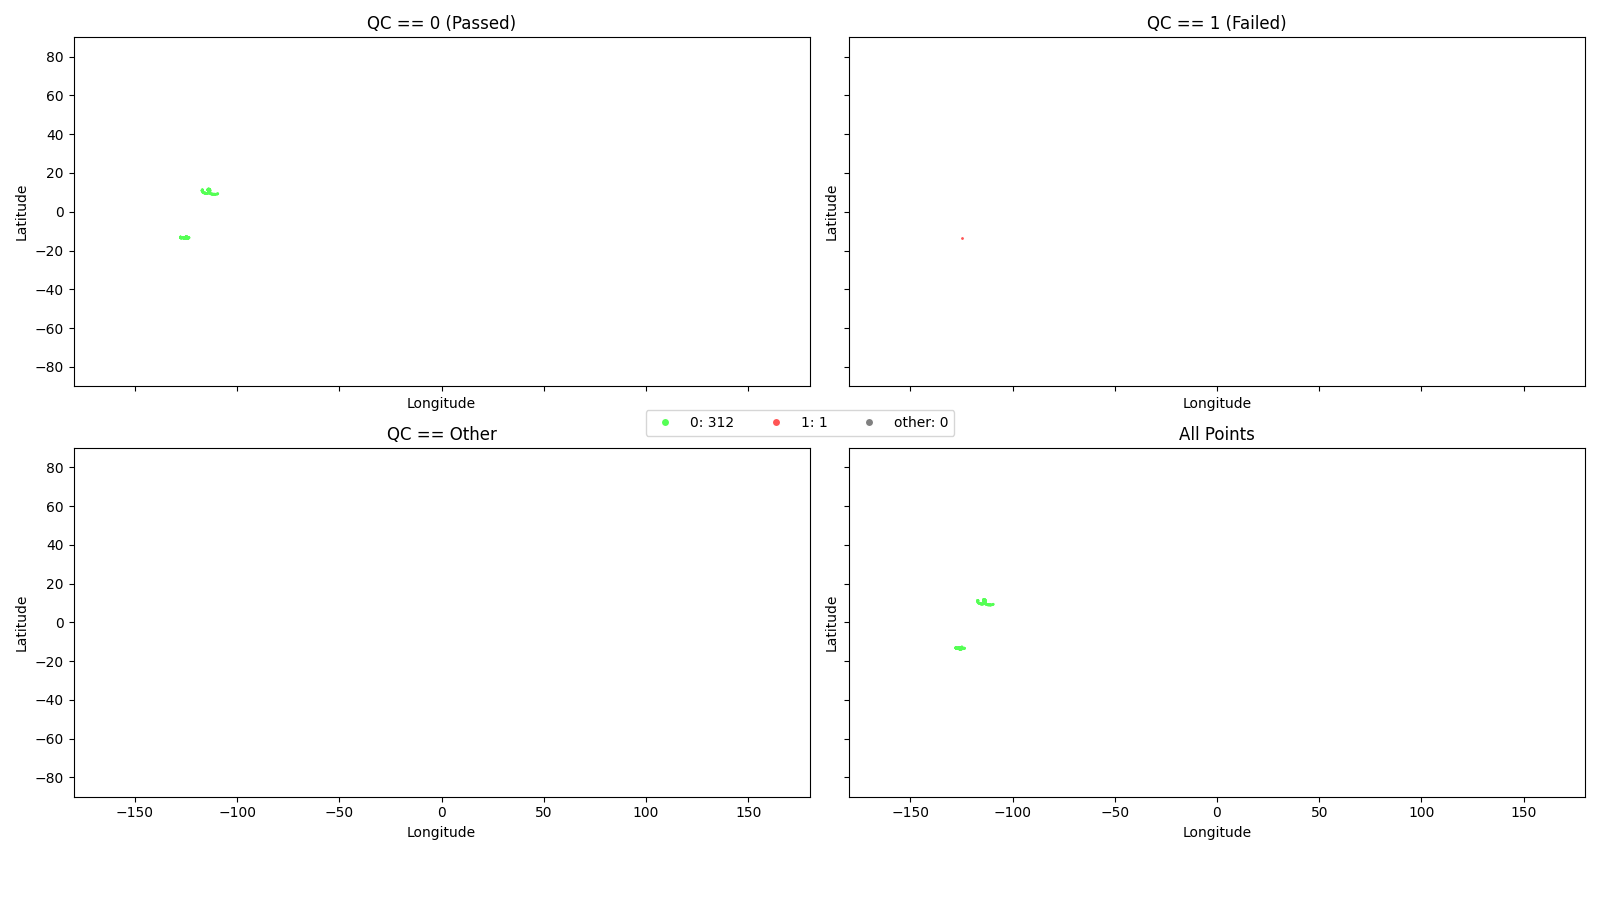 QC == 0 (Passed)
QC == 1 (Failed)
80
60
40
20
0
−20
−40
−60
−80
Latitude
Latitude
Longitude
Longitude
0: 312
1: 1
other: 0
QC == Other
All Points
80
60
40
20
0
−20
−40
−60
−80
Latitude
Latitude
−150
−100
−50
0
50
100
150
−150
−100
−50
0
50
100
150
Longitude
Longitude